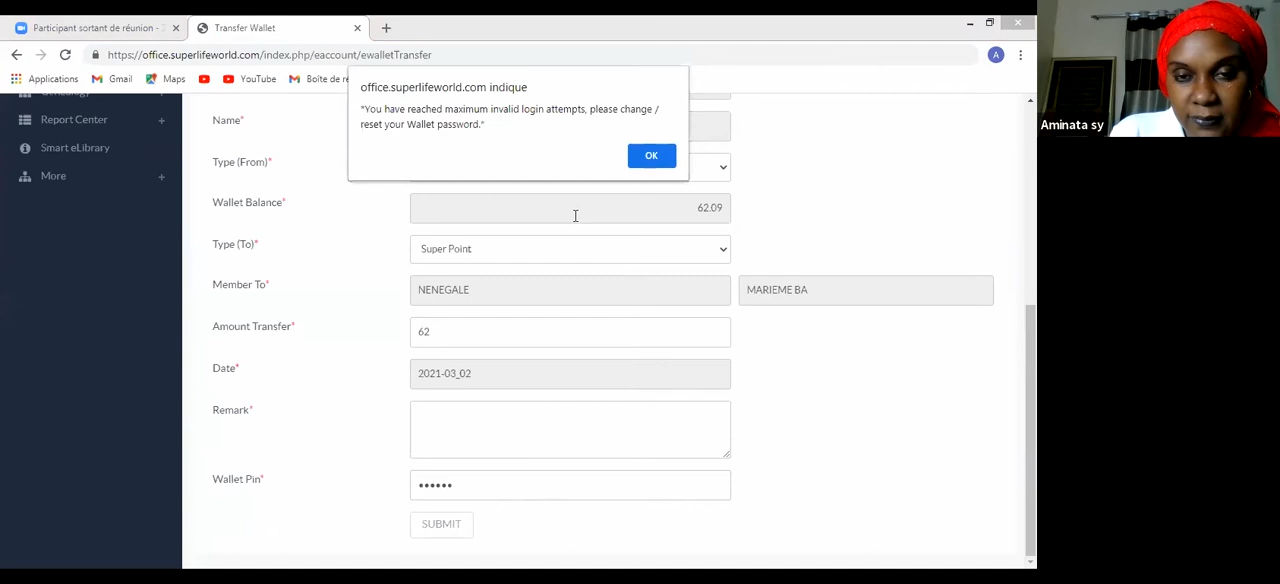 Participant sortant de réunion -
Transfer Wallet
https://office.superlifeworld.com/index.php/eaccount/ewalletTransfer
A
Applications
Gmail
Maps
YouTube
Boîte de ré
office.superlifeworld.com indique
"You have reached maximum invalid login attempts, please change /
reset your Wallet password."
OK
Aminata sy
Report Center
Smart eLibrary
More
Name*
Type (From)*
Wallet Balance*
62.09
Type (To)*
Super Point
Member To*
NENEGALE
MARIEME BA
Amount Transfer*
62
Date*
2021-03_02
Remark*
Wallet Pin*
••••••
SUBMIT